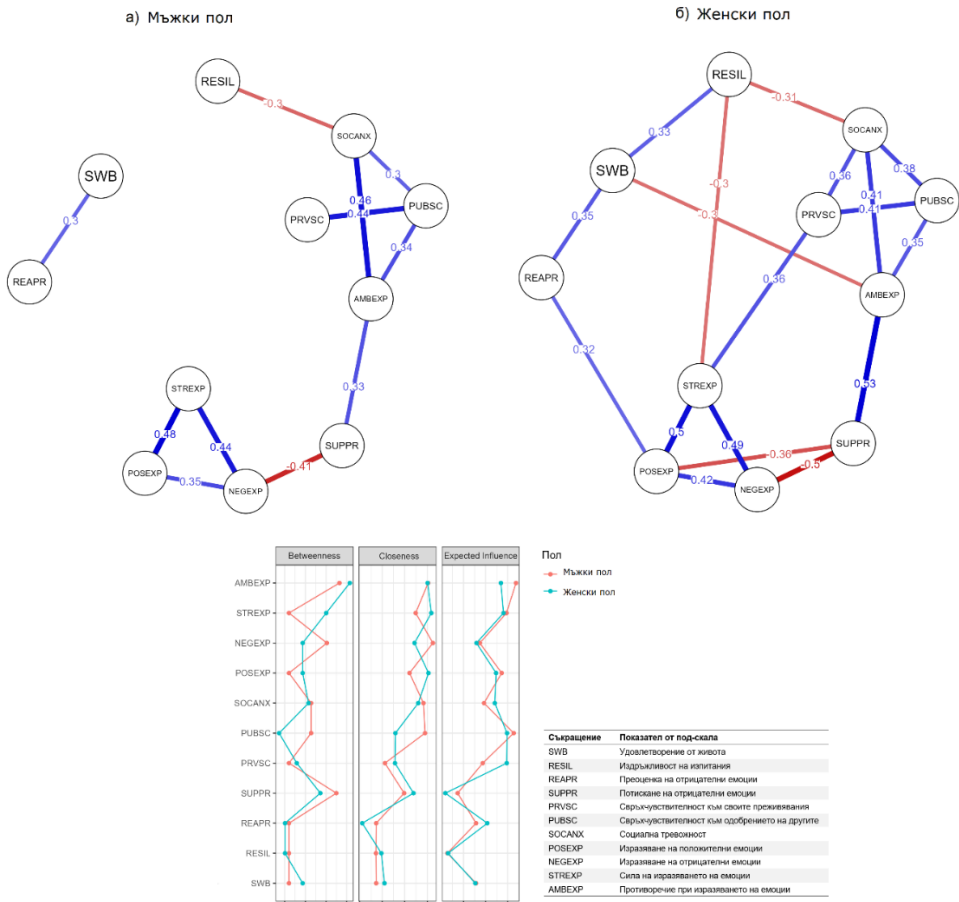 а) Мъжки пол
б) Женски пол
RESIL
-0.3
SOCANX
SWB
0.3
0.3
REAPR
PRVSC
0.46
0.44
PUBSC
0.34
AMBEXP
0.33
STREXP
0.48
0.44
SUPPR
POSEXP
0.35
-0.41
NEGEXP
RESIL
-0.31
SOCANX
0.33
SWB
0.36
0.38
0.41
0.41
-0.3
-0.3
PRVSC
PUBSC
0.35
0.35
REAPR
0.36
AMBEXP
0.32
STREXP
0.53
0.5
0.49
SUPPR
POSEXP
-0.36
-0.5
0.42
NEGEXP
Betweenness
Closeness
Expected Influence
AMBEXP
STREXP
NEGEXP
POSEXP
SOCANX
PUBSC
PRVSC
SUPPR
REAPR
RESIL
SWB
Пол
Мъжки пол
Женски пол
Съкращение Показател от под-скала
SWB Удовлетворение от живота
RESIL Издръжливост на изпитания
REAPR Преоценка на отрицателни емоции
SUPPR Потискане на отрицателни емоции
PRVSC Свръх-чувствителност към своите преживявания
PUBSC Свръх-чувствителност към одобрението на другите
SOCANX Социална тревожност
POSEXP Изразяване на положителни емоции
NEGEXP Изразяване на отрицателни емоции
STREXP Сила на изразяването на емоции
AMBEXP Противоречие при изразяването на емоции